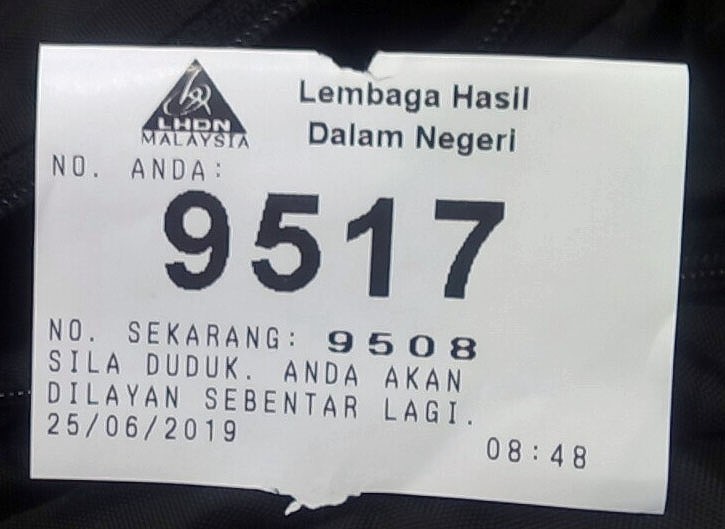 LHDN
MALAYSIA
Lembaga Hasil
Dalam Negeri
NO. ANDA:
9517
NO. SEKARANG: 9508
SILA DUDUK. ANDA AKAN
DILAYAN SEBENTAR LAGI.
25/06/2019 08:48